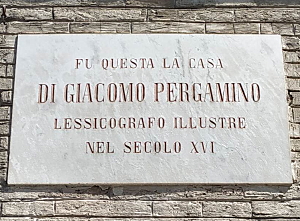 FU QUESTA LA CASA
DI GIACOMO PERGAMINO
LESSICOGRAFO ILLUSTRE
NEL SECOLO XVI